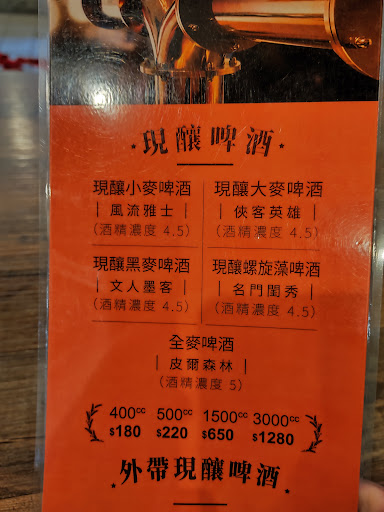 現釀啤酒
現釀小麥啤酒
｜風流雅士｜
（酒精濃度 4.5）
現釀大麥啤酒
｜俠客英雄｜
（酒精濃度 4.5）
現釀黑麥啤酒
｜文人墨客｜
（酒精濃度 4.5）
現釀螺旋藻啤酒
｜名門閨秀｜
（酒精濃度 4.5）
全麥啤酒
｜皮爾森林｜
（酒精濃度 5）
400cc 500cc 1500cc 3000cc
$180 $220 $650 $1280
外帶現釀啤酒